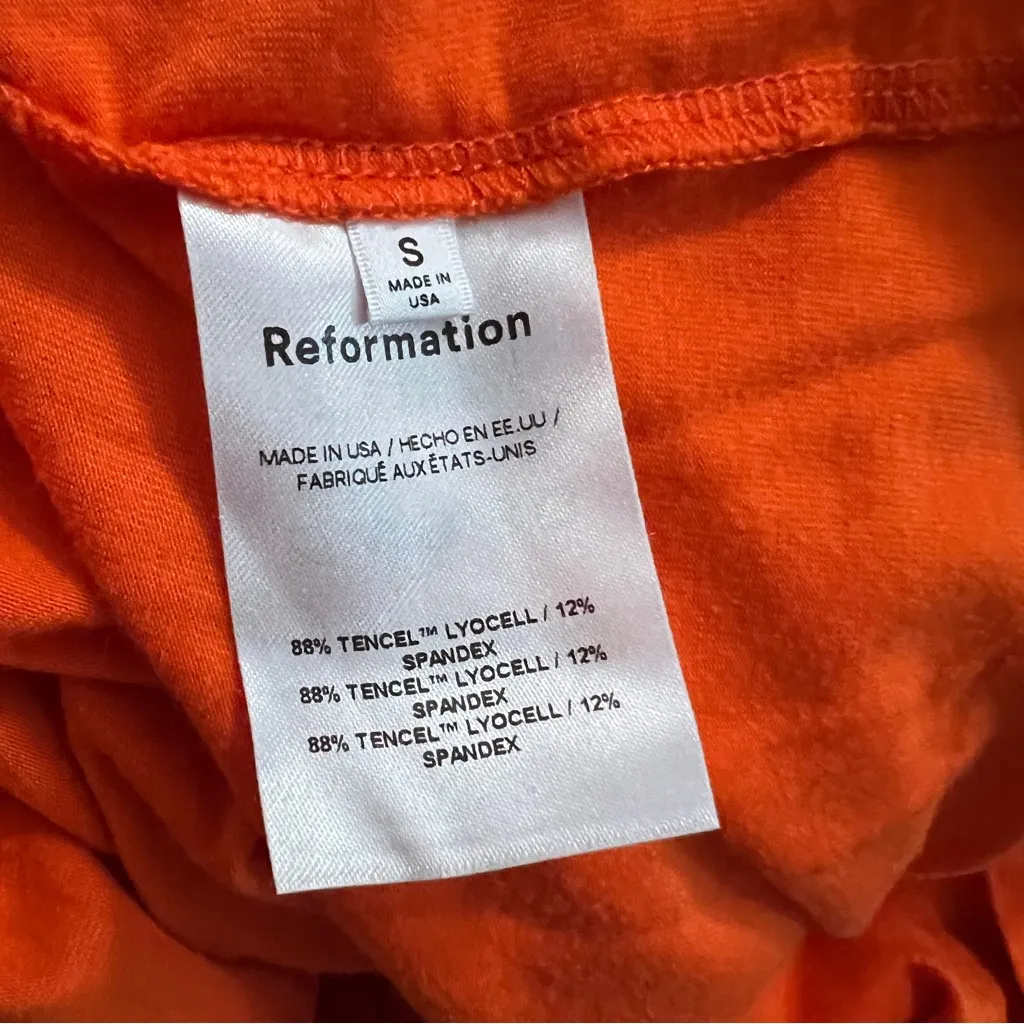 S
MADE IN
USA
Reformation
MADE IN USA / HECHO EN EE.UU /
FABRIQUÉ AUX ÉTATS-UNIS
88% TENCEL™ LYOCELL / 12%
SPANDEX
88% TENCEL™ LYOCELL / 12%
SPANDEX
88% TENCEL™ LYOCELL / 12%
SPANDEX